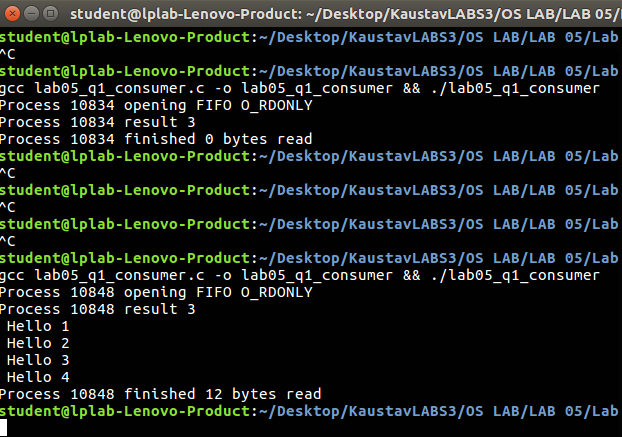 student@lplab-Lenovo-Product: ~/Desktop/KaustavLABS3/OS LAB/LAB 05/
student@lplab-Lenovo-Product:~/Desktop/KaustavLABS3/OS LAB/LAB 05/Lab
^C
student@lplab-Lenovo-Product:~/Desktop/KaustavLABS3/OS LAB/LAB 05/Lab
gcc lab05_q1_consumer.c -o lab05_q1_consumer && ./lab05_q1_consumer
Process 10834 opening FIFO O_RDONLY
Process 10834 result 3
Process 10834 finished 0 bytes read
student@lplab-Lenovo-Product:~/Desktop/KaustavLABS3/OS LAB/LAB 05/Lab
^C
student@lplab-Lenovo-Product:~/Desktop/KaustavLABS3/OS LAB/LAB 05/Lab
^C
student@lplab-Lenovo-Product:~/Desktop/KaustavLABS3/OS LAB/LAB 05/Lab
^C
student@lplab-Lenovo-Product:~/Desktop/KaustavLABS3/OS LAB/LAB 05/Lab
gcc lab05_q1_consumer.c -o lab05_q1_consumer && ./lab05_q1_consumer
Process 10848 opening FIFO O_RDONLY
Process 10848 result 3
Hello 1
Hello 2
Hello 3
Hello 4
Process 10848 finished 12 bytes read
student@lplab-Lenovo-Product:~/Desktop/KaustavLABS3/OS LAB/LAB 05/Lab